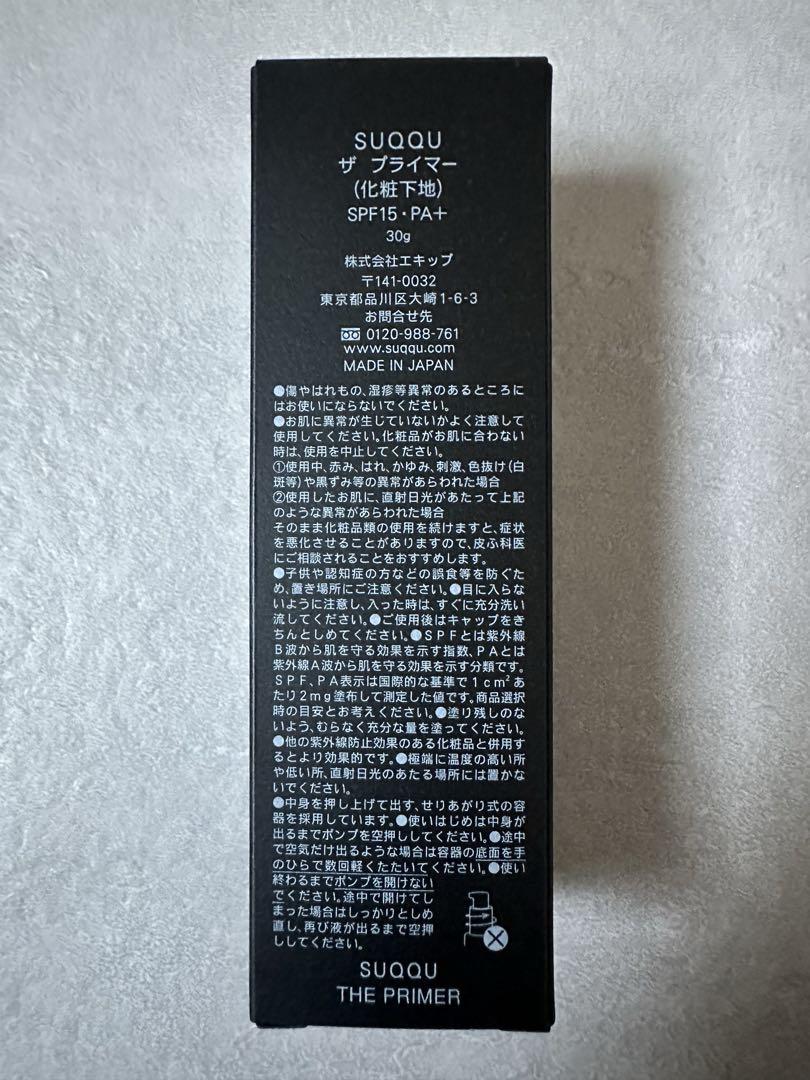 SUQQU
ザ プライマー
(化粧下地)
SPF15・PA＋
30g
株式会社エキップ
〒141-0032
東京都品川区大崎1-6-3
お問合せ先
0120-988-761
www.suqqu.com
MADE IN JAPAN
●傷やはれもの、湿疹等異常のあるところに
はお使いにならないでください。
●お肌に異常が生じていないかよく注意して
使用してください。化粧品がお肌に合わない
時は、使用を中止してください。
①使用中、赤み、はれ、かゆみ、刺激、色抜け(白
斑等)や黒ずみ等の異常があらわれた場合
②使用したお肌に、直射日光があたって上記
のような異常があらわれた場合
そのまま化粧品類の使用を続けますと、症状
を悪化させることがありますので、皮ふ科医
にご相談されることをおすすめします。
●子供や認知症の方などの誤食等を防ぐた
め、置き場所にご注意ください。●目に入らな
いように注意し、入った時は、すぐに充分洗い
流してください。●ご使用後はキャップをき
ちんとしめてください。●SPFとは紫外線
B波から肌を守る効果を示す指数、PAとは
紫外線A波から肌を守る効果を示す分類です。
SPF、PA表示は国際的な基準で1cm²あ
たり2mg塗布して測定した値です。商品選択
時の目安とお考えください。●塗り残しのな
いよう、むらなく充分な量を塗ってください。
●他の紫外線防止効果のある化粧品と併用す
るとより効果的です。●極端に温度の高い所
や低い所、直射日光のあたる場所には置かな
いでください。
●中身を押し上げて出す、せりあがり式の容
器を採用しています。●使いはじめは中身が
出るまでポンプを空押ししてください。●途中
で空気だけ出るような場合は容器の底面を手
のひらで数回軽くたたいてください。●使い
終わるまでポンプを開けない
でください。途中で開けてし
まった場合はしっかりとしめ
直し、再び液が出るまで空押
ししてください。
SUQQU
THE PRIMER